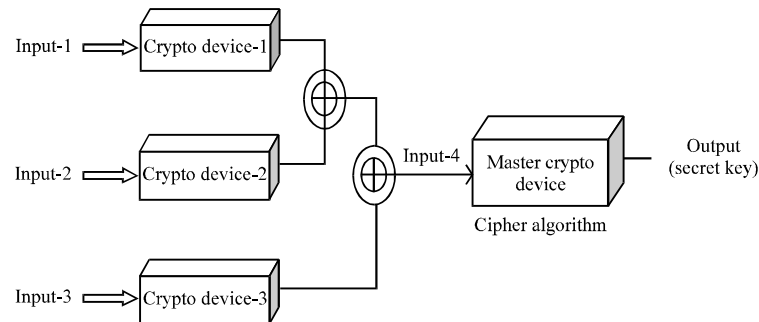 Input-1
Crypto device-1
Input-2
Crypto device-2
Input-3
Crypto device-3
Input-4
Master crypto
device
Cipher algorithm
Output
(secret key)